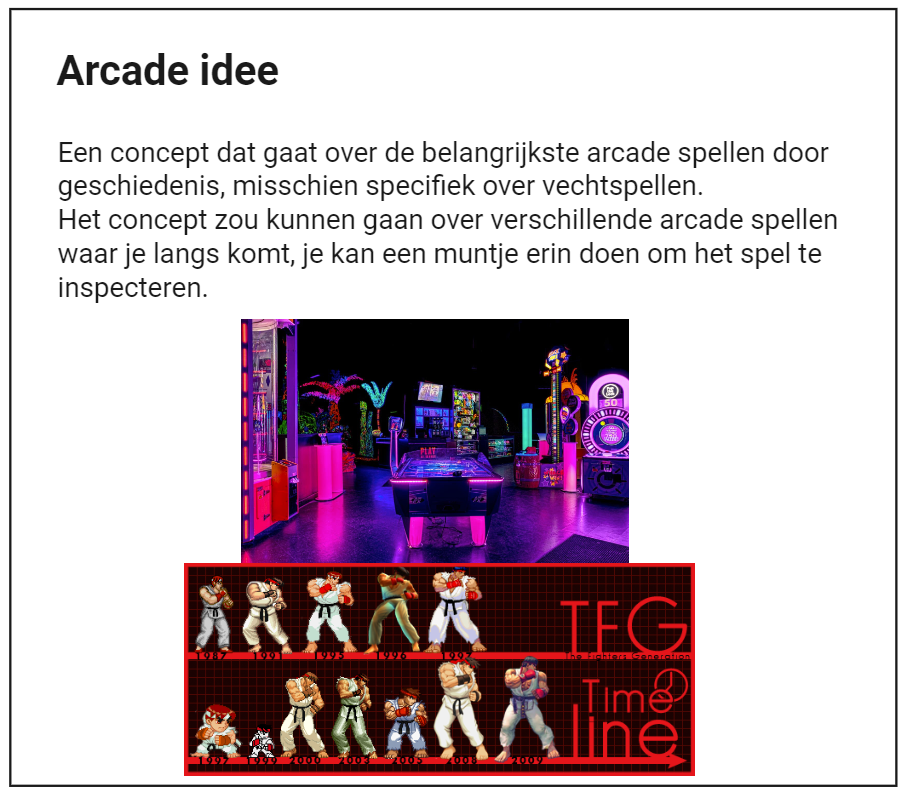 Arcade idee
Een concept dat gaat over de belangrijkste arcade spellen door
geschiedenis, misschien specifiek over vechtspellen.
Het concept zou kunnen gaan over verschillende arcade spellen
waar je langs komt, je kan een muntje erin doen om het spel te
inspecteren.
50
TFG
1987 1991 1995 1996 1997
The Fighters Generation
Time
line
1997 1999 2000 2003 2005 2008 2009